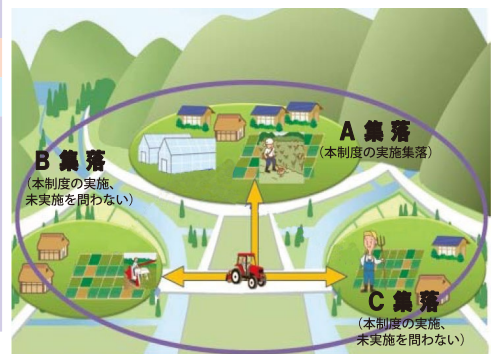 A 集落
（本制度の実施集落）
B 集落
（本制度の実施、
未実施を問わない）
C 集落
（本制度の実施、
未実施を問わない）